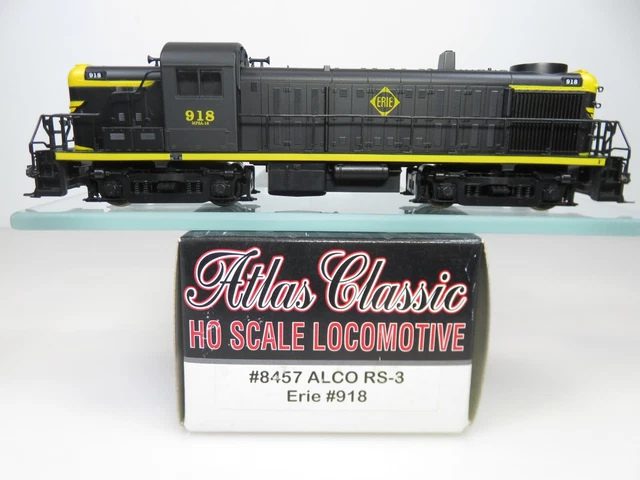 918
918
918
ERIE
Atlas Classic
HO SCALE LOCOMOTIVE
#8457 ALCO RS-3
Erie #918